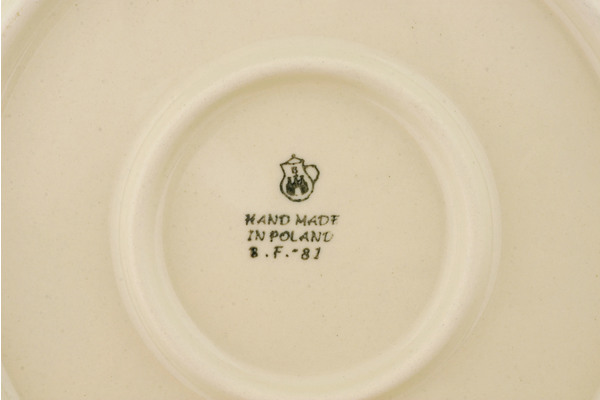 HAND MADE
IN POLAND
B.F.-81